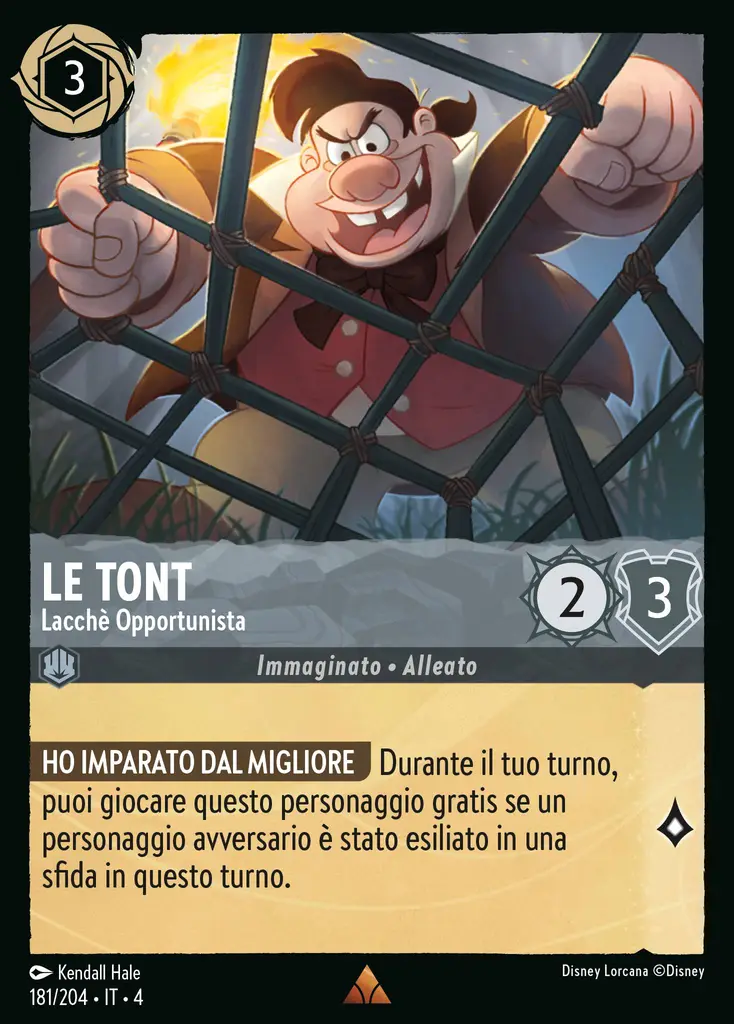 3
LE TONT
Lacchè Opportunista
2
3
Immaginato • Alleato
HO IMPARATO DAL MIGLIORE Durante il tuo turno,
puoi giocare questo personaggio gratis se un
personaggio avversario è stato esiliato in una
sfida in questo turno.
Kendall Hale
181/204 • IT • 4
Disney Lorcana ©Disney